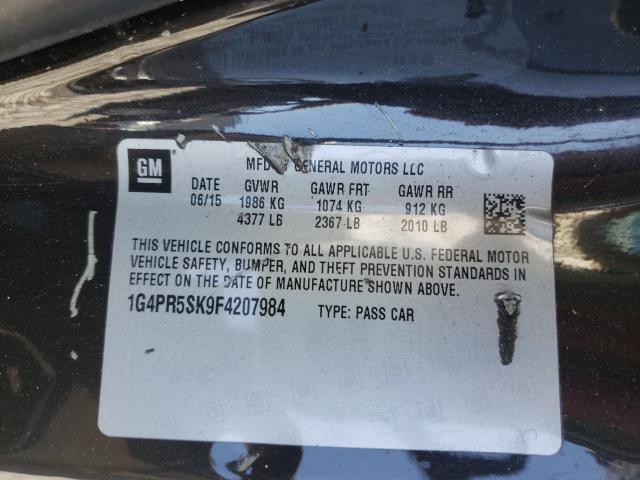 GM
MFD GENERAL MOTORS LLC
DATE GVWR GAWR FRT GAWR RR
06/15 1986 KG 1074 KG 912 KG
4377 LB 2367 LB 2010 LB
THIS VEHICLE CONFORMS TO ALL APPLICABLE U.S. FEDERAL MOTOR
VEHICLE SAFETY, BUMPER, AND THEFT PREVENTION STANDARDS IN
EFFECT ON THE DATE OF MANUFACTURE SHOWN ABOVE.
1G4PR5SK9F4207984 TYPE: PASS CAR